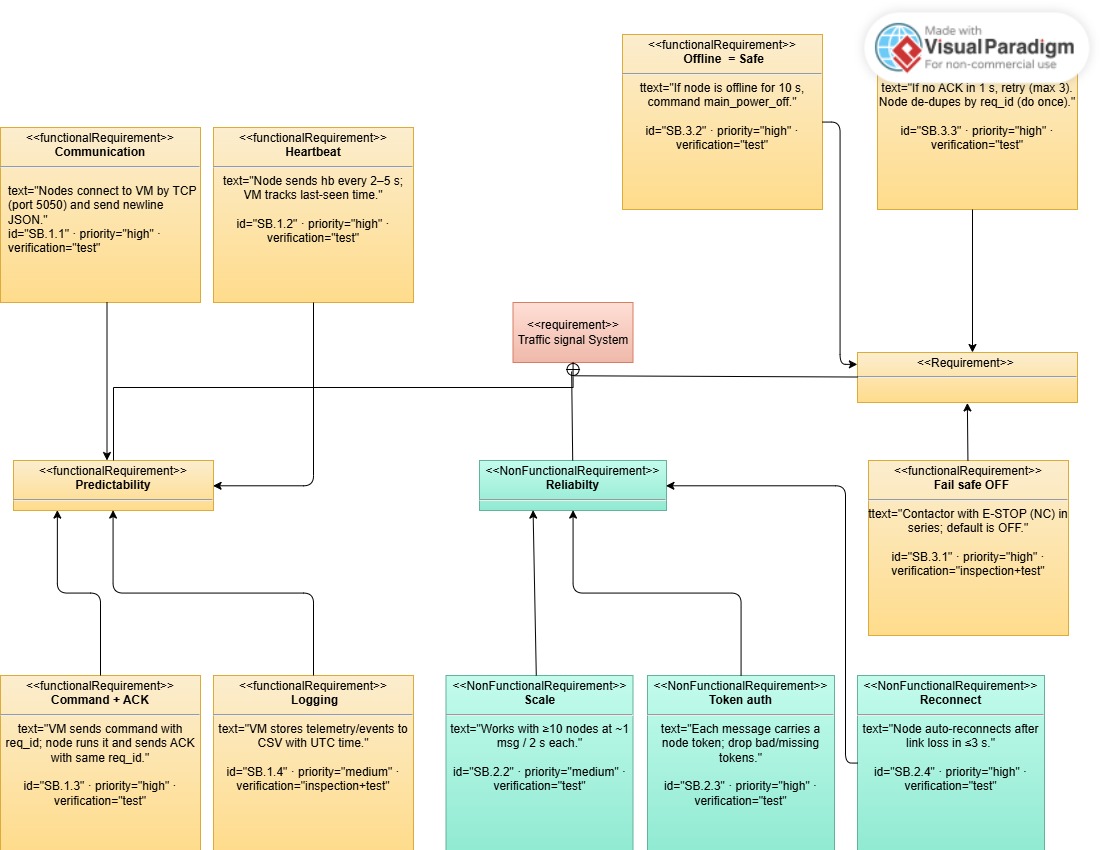 Made with
Visual Paradigm
For non-commercial use
<<functionalRequirement>>
Offline  = Safe
ttext="If node is offline for 10 s,
command main_power_off."
id="SB.3.2" · priority="high" ·
verification="test"
text="If no ACK in 1 s, retry (max 3).
Node de-dupes by req_id (do once)."
id="SB.3.3" · priority="high" ·
verification="test"
<<functionalRequirement>>
Communication
text="Nodes connect to VM by TCP
(port 5050) and send newline
JSON."
id="SB.1.1" · priority="high" ·
verification="test"
<<functionalRequirement>>
Heartbeat
text="Node sends hb every 2–5 s;
VM tracks last-seen time."
id="SB.1.2" · priority="high" ·
verification="test"
<<requirement>>
Traffic signal System
<<Requirement>>
<<functionalRequirement>>
Predictability
<<NonFunctionalRequirement>>
Reliabilty
<<functionalRequirement>>
Fail safe OFF
ttext="Contactor with E-STOP (NC) in
series; default is OFF."
id="SB.3.1" · priority="high" ·
verification="inspection+test"
<<functionalRequirement>>
Command + ACK
text="VM sends command with
req_id; node runs it and sends ACK
with same req_id."
id="SB.1.3" · priority="high" ·
verification="test"
<<functionalRequirement>>
Logging
text="VM stores telemetry/events to
CSV with UTC time."
id="SB.1.4" · priority="medium" ·
verification="inspection+test"
<<NonFunctionalRequirement>>
Scale
text="Works with ≥10 nodes at ~1
msg / 2 s each."
id="SB.2.2" · priority="medium" ·
verification="test"
<<NonFunctionalRequirement>>
Token auth
text="Each message carries a
node token; drop bad/missing
tokens."
id="SB.2.3" · priority="high" ·
verification="test"
<<NonFunctionalRequirement>>
Reconnect
text="Node auto-reconnects after
link loss in ≤3 s."
id="SB.2.4" · priority="high" ·
verification="test"